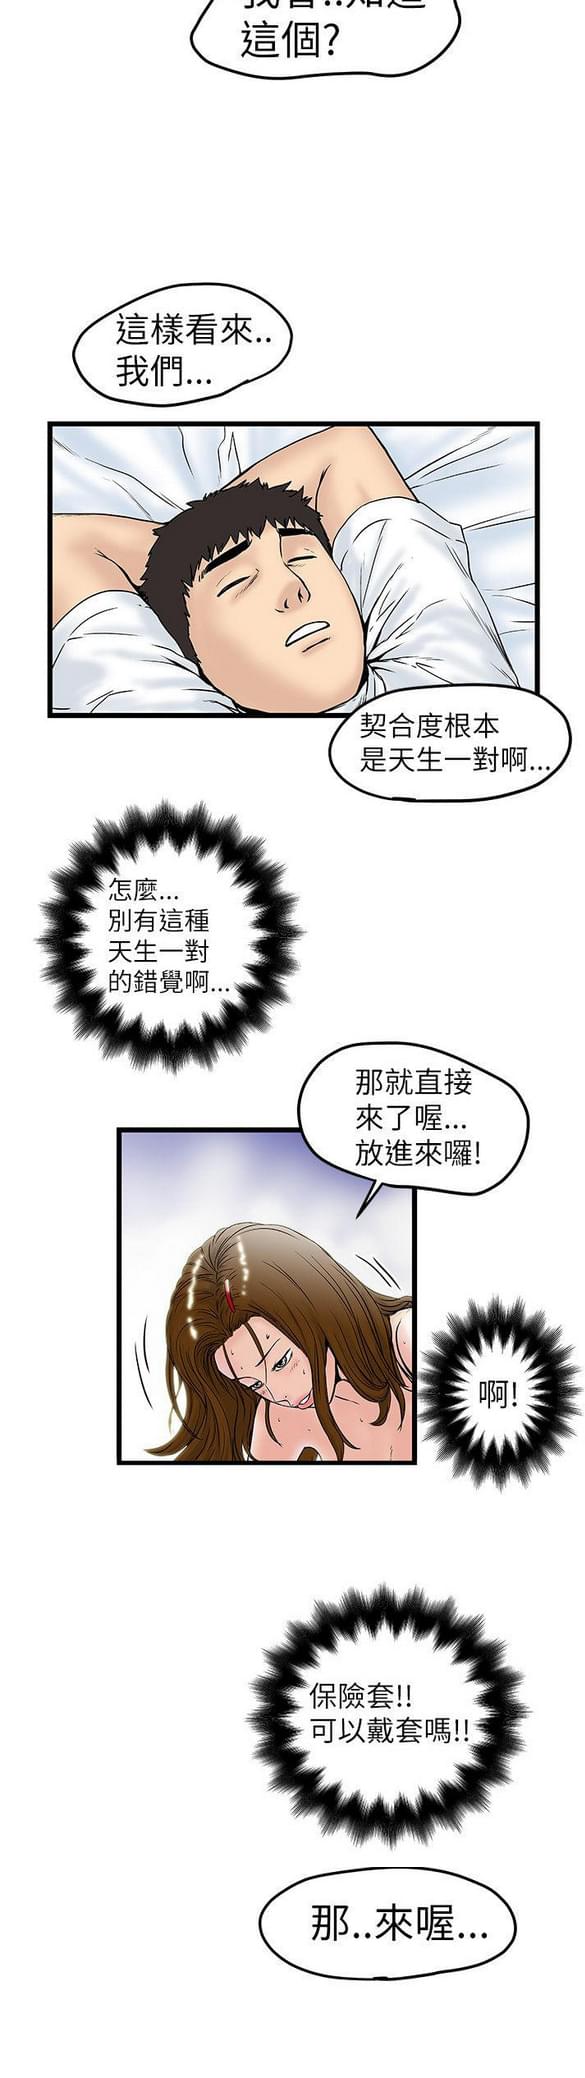 這個?
這樣看來..
我們...
契合度根本
是天生一對啊...
怎麼...
別有這種
天生一對
的錯覺啊...
那就直接
來了喔...
放進來囉!
啊!
保險套!!
可以戴套嗎!!
那..來喔...